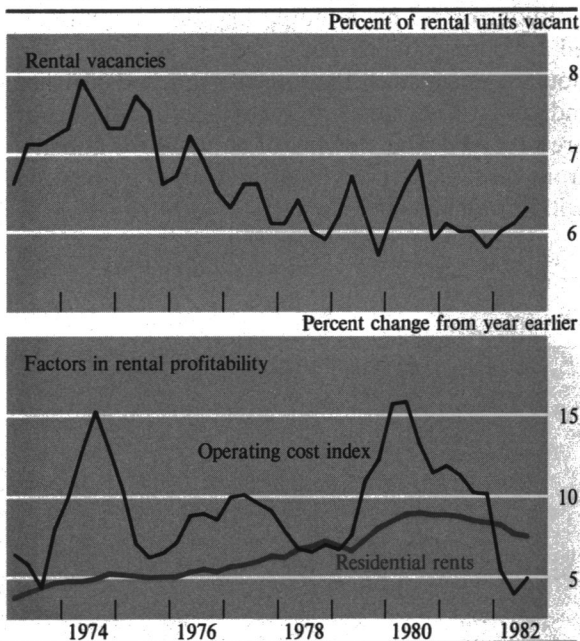 Percent of rental units vacant
Rental vacancies
8
7
6
Percent change from year earlier
Factors in rental profitability
15
Operating cost index
10
Residential rents
5
1974 1976 1978 1980 1982